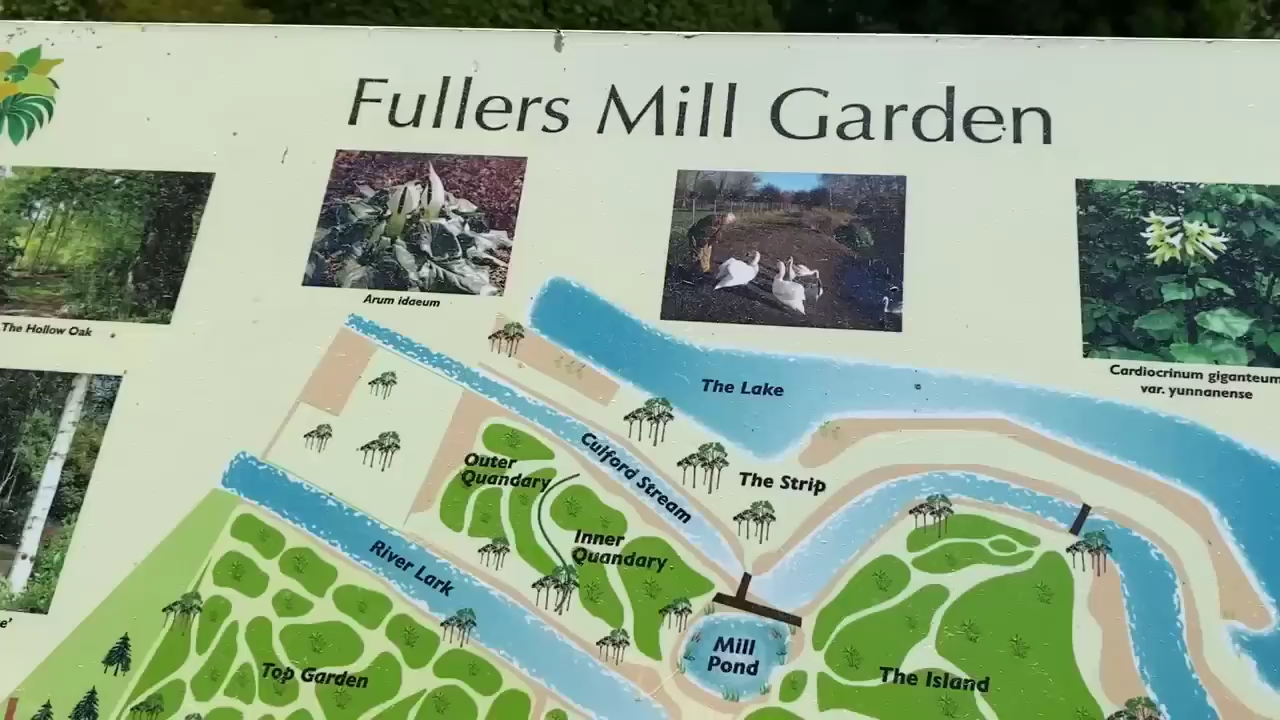 Fullers Mill Garden
The Hollow Oak
Arum idaeum
Cardiocrinum giganteum
var. yunnanense
The Lake
Culford Stream
The Strip
Outer
Quandary
Inner
Quandary
River Lark
Mill
Pond
Top Garden
The Island